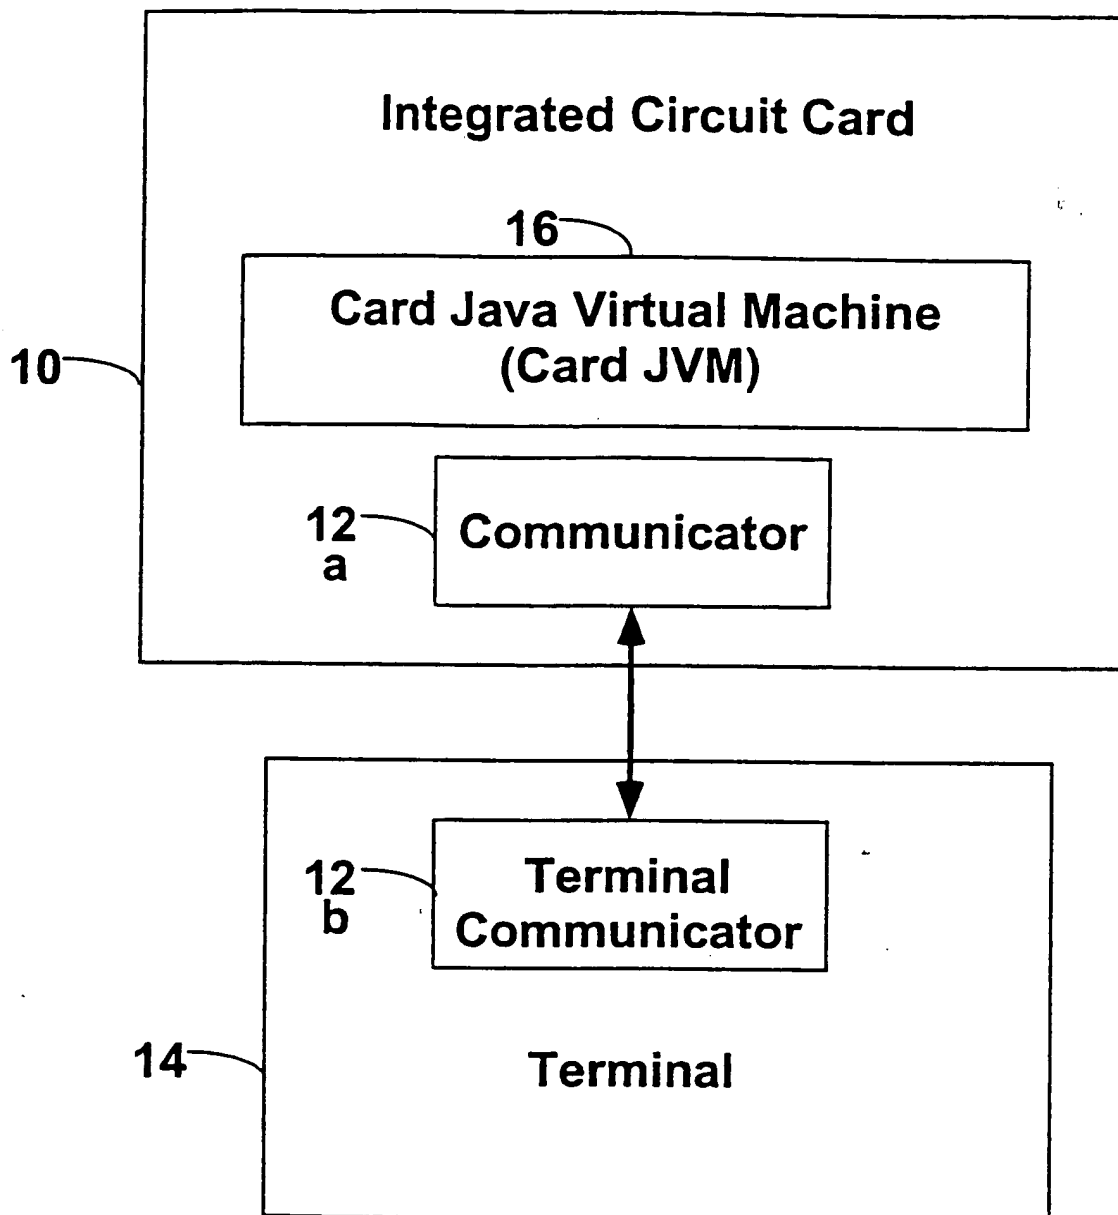 Integrated Circuit Card
16
Card Java Virtual Machine
(Card JVM)
10
12
a
Communicator
12
b
Terminal
Communicator
14
Terminal